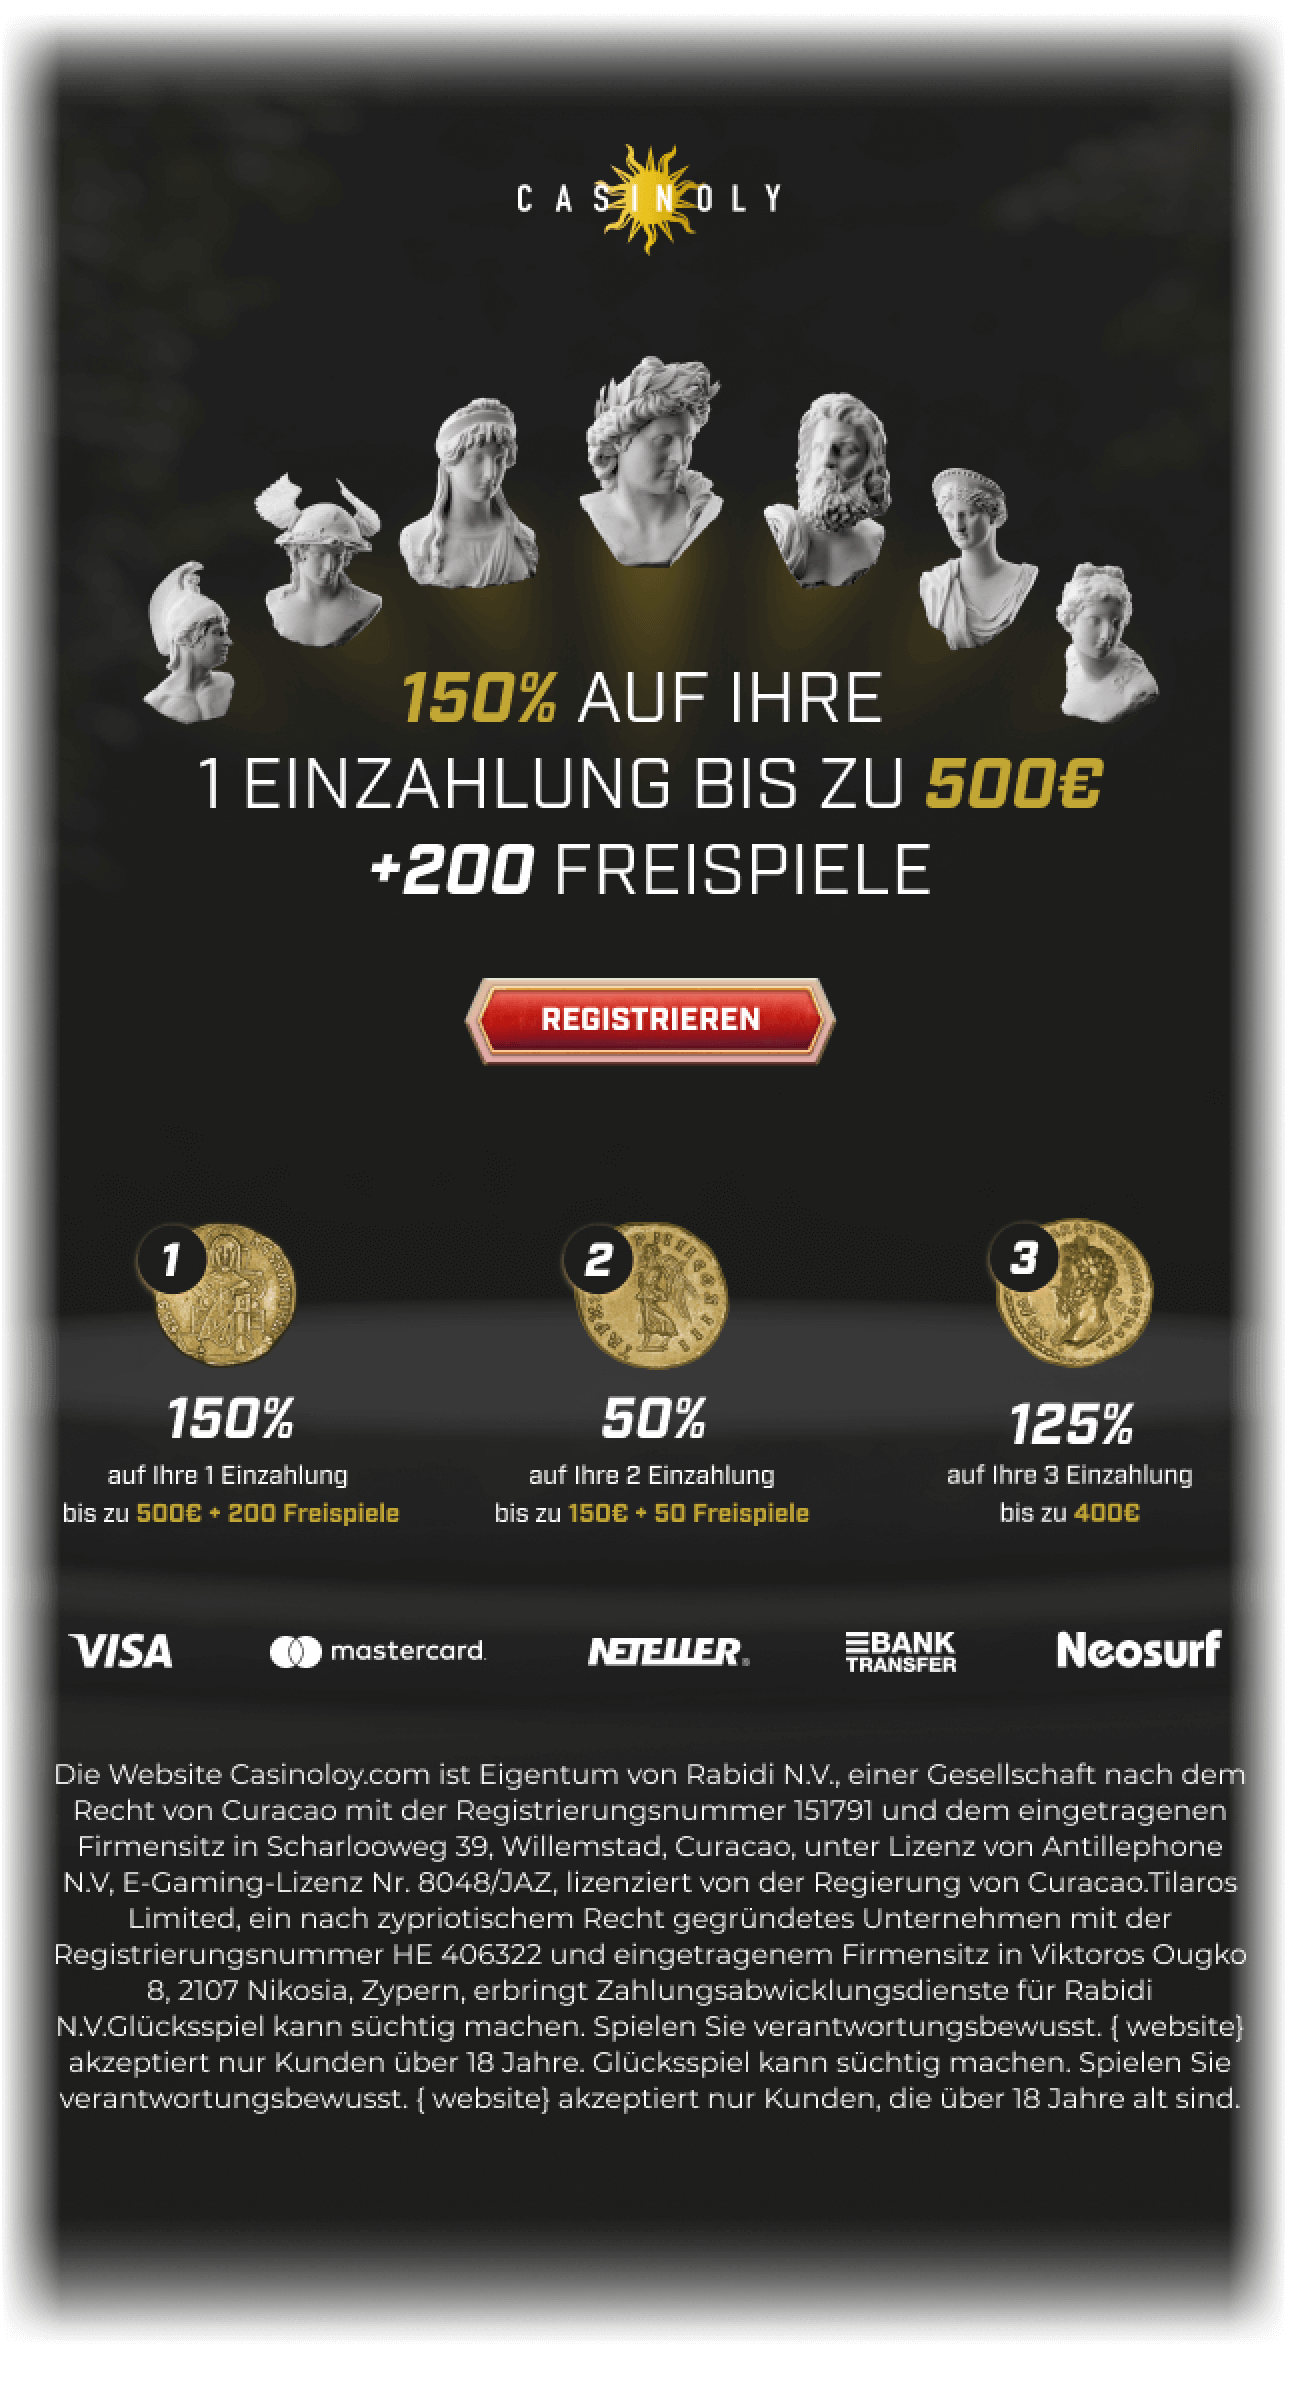 CASINOLY
150% AUF IHRE
1 EINZAHLUNG BIS ZU 500€
+200 FREISPIELE
REGISTRIEREN
1
2
3
150%
50%
125%
auf Ihre 1 Einzahlung
bis zu 500€ + 200 Freispiele
auf Ihre 2 Einzahlung
bis zu 150€ + 50 Freispiele
auf Ihre 3 Einzahlung
bis zu 400€
VISA
mastercard.
NETELLER®
BANK
TRANSFER
Neosurf
Die Website Casinoloy.com ist Eigentum von Rabidi N.V., einer Gesellschaft nach dem
Recht von Curacao mit der Registrierungsnummer 151791 und dem eingetragenen
Firmensitz in Scharlooweg 39, Willemstad, Curacao, unter Lizenz von Antillephone
N.V, E-Gaming-Lizenz Nr. 8048/JAZ, lizenziert von der Regierung von Curacao.Tilaros
Limited, ein nach zypriotischem Recht gegründetes Unternehmen mit der
Registrierungsnummer HE 406322 und eingetragenem Firmensitz in Viktoros Ougko
8, 2107 Nikosia, Zypern, erbringt Zahlungsabwicklungsdienste für Rabidi
N.V.Glücksspiel kann süchtig machen. Spielen Sie verantwortungsbewusst. { website}
akzeptiert nur Kunden über 18 Jahre. Glücksspiel kann süchtig machen. Spielen Sie
verantwortungsbewusst. { website} akzeptiert nur Kunden, die über 18 Jahre alt sind.